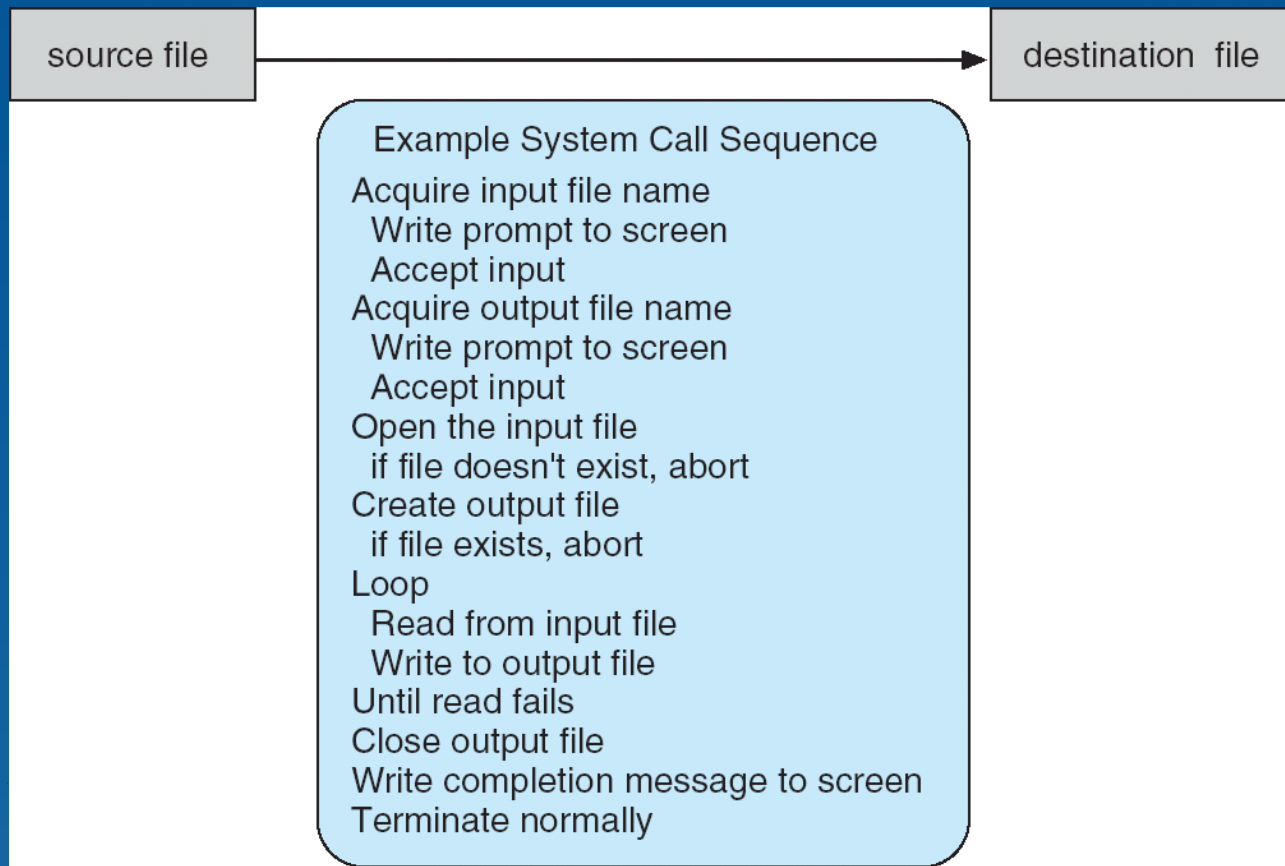 source file
destination file
Example System Call Sequence
Acquire input file name
Write prompt to screen
Accept input
Acquire output file name
Write prompt to screen
Accept input
Open the input file
if file doesn't exist, abort
Create output file
if file exists, abort
Loop
Read from input file
Write to output file
Until read fails
Close output file
Write completion message to screen
Terminate normally